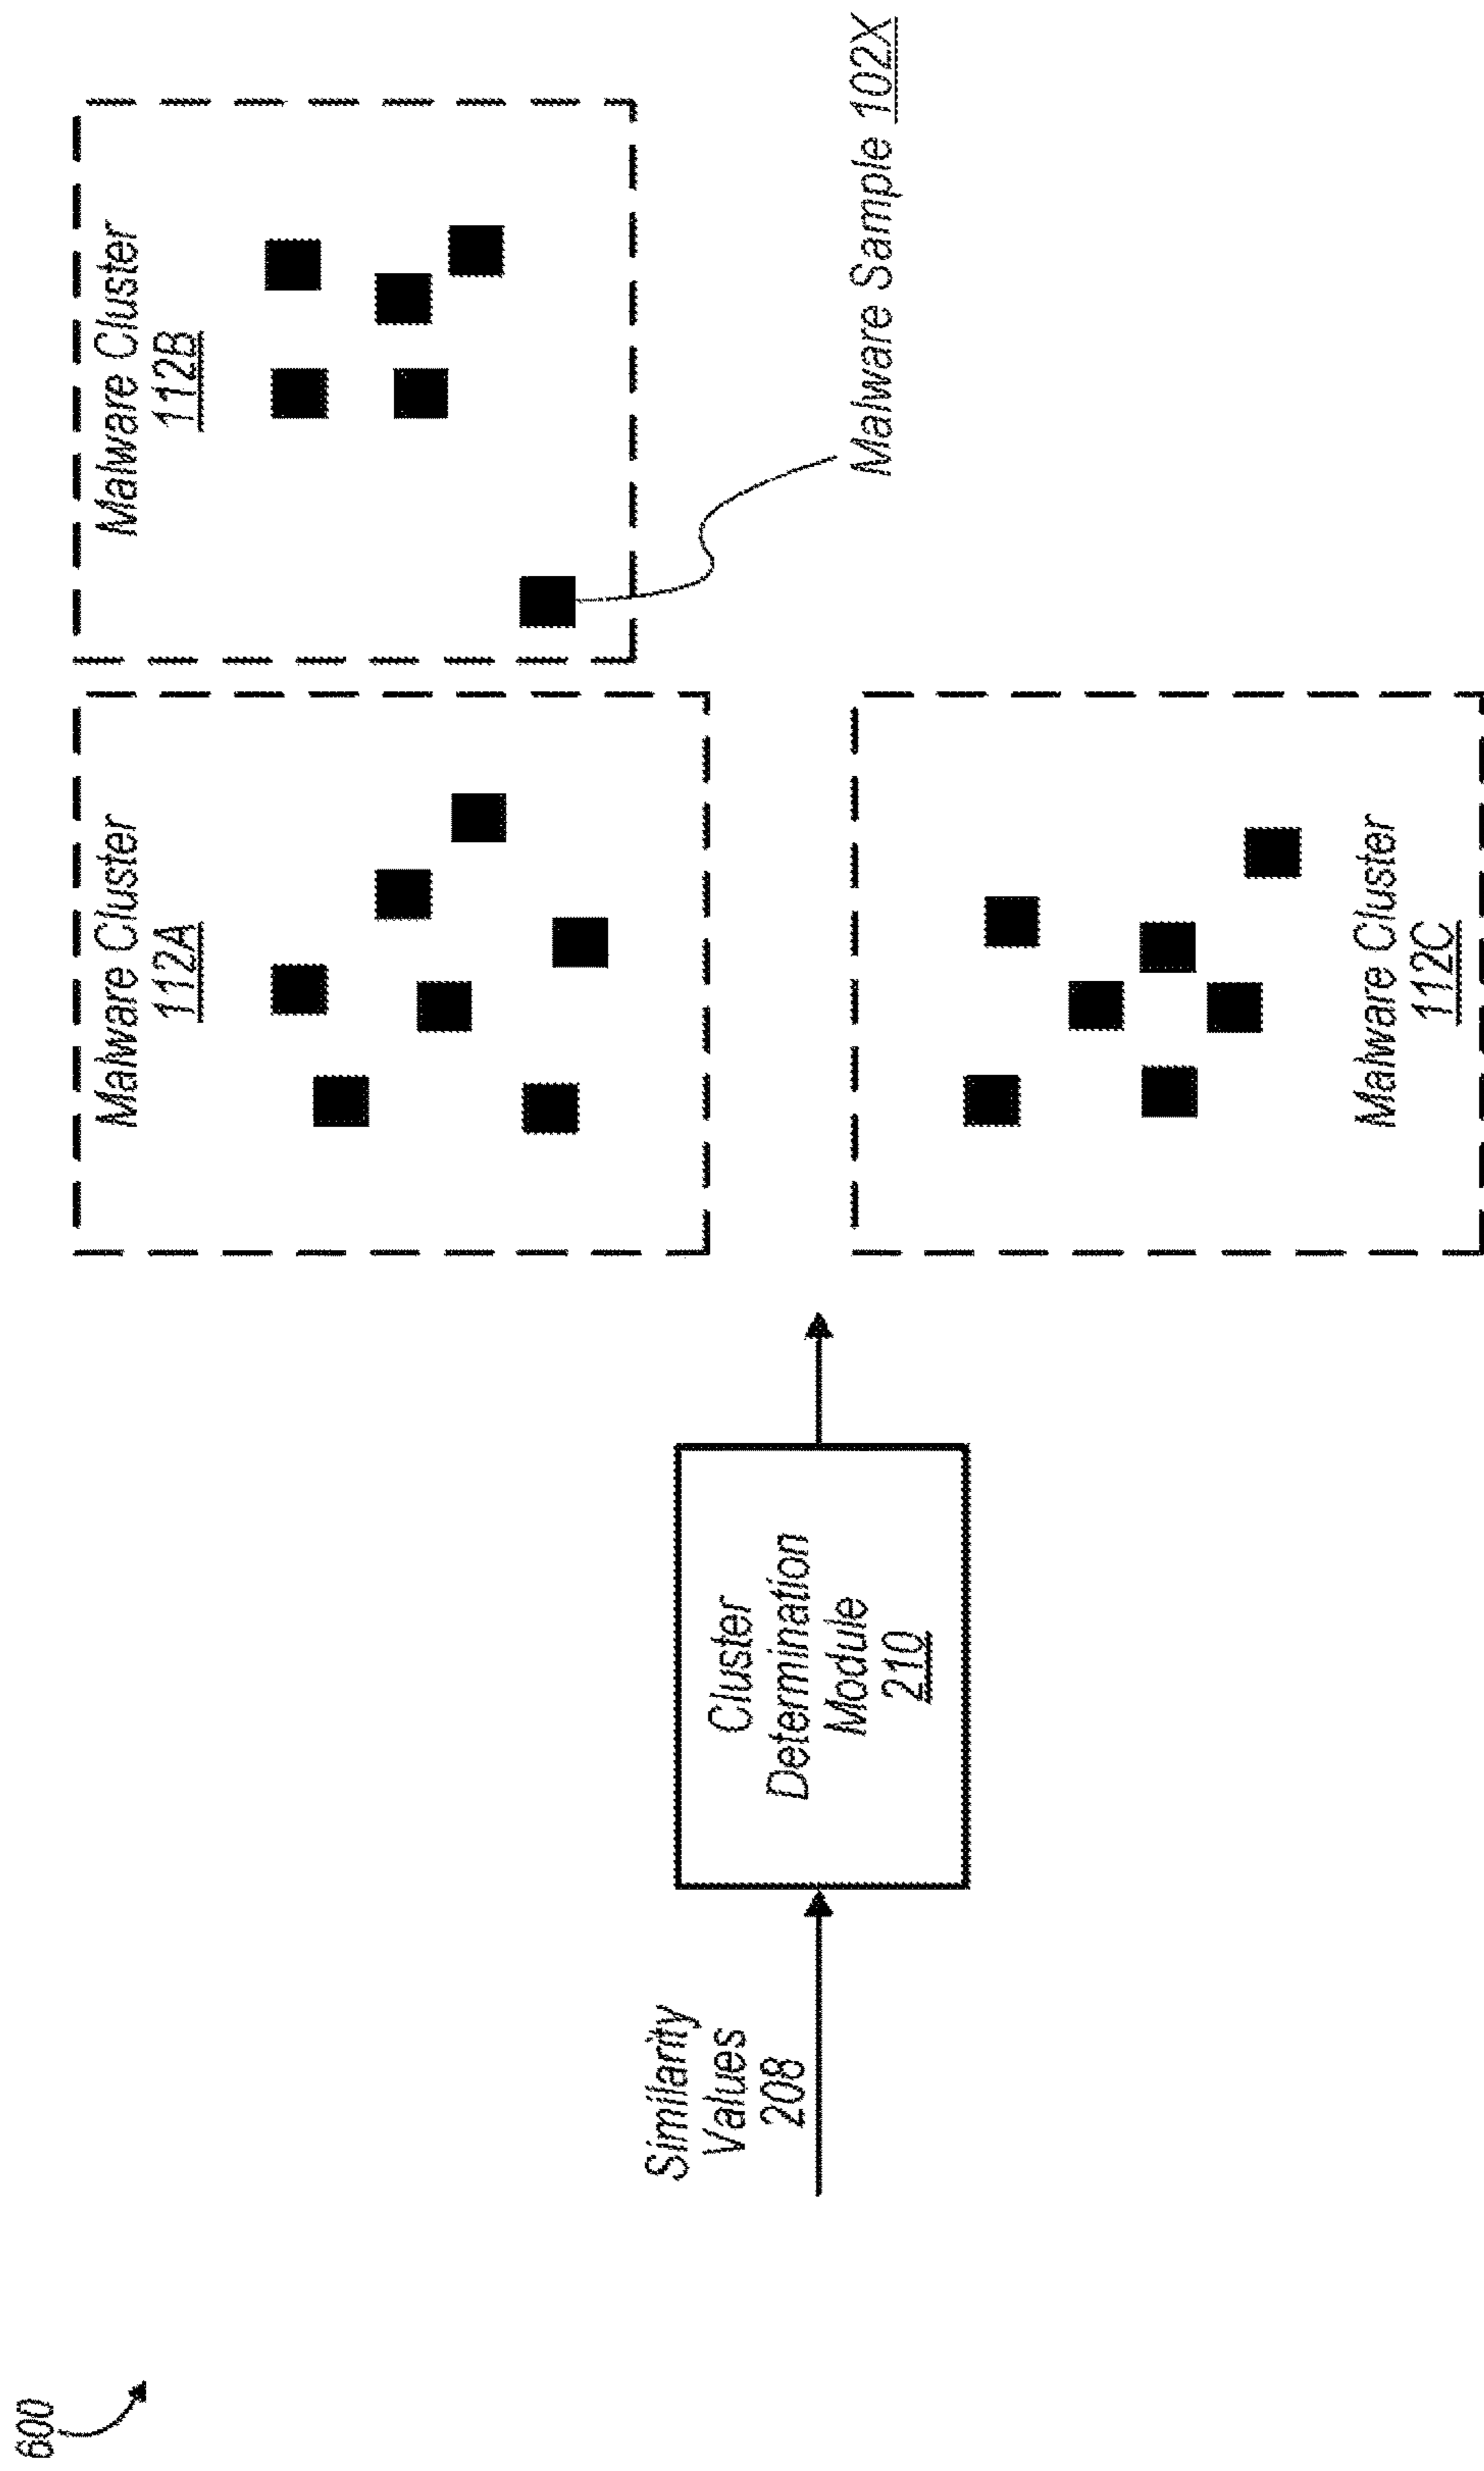 600
Similarity
Values
208
Cluster
Determination
Module
210
Malware Cluster
112A
Malware Cluster
112B
Malware Sample 102X
Malware Cluster
112C